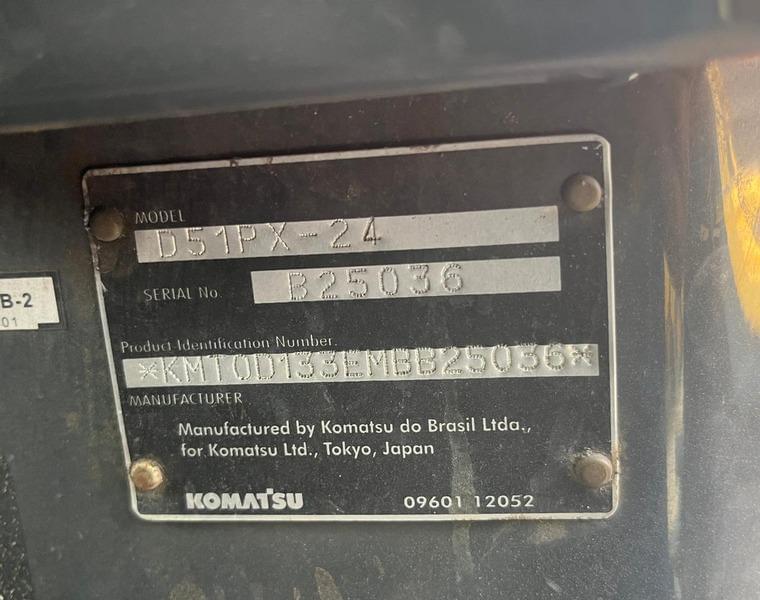 MODEL
D51PX-24
SERIAL No.
B25036
B-2
01
Product Identification Number.
*KMT0D133EMBB25036*
MANUFACTURER
Manufactured by Komatsu do Brasil Ltda.,
for Komatsu Ltd., Tokyo, Japan
KOMATSU 09601 12052